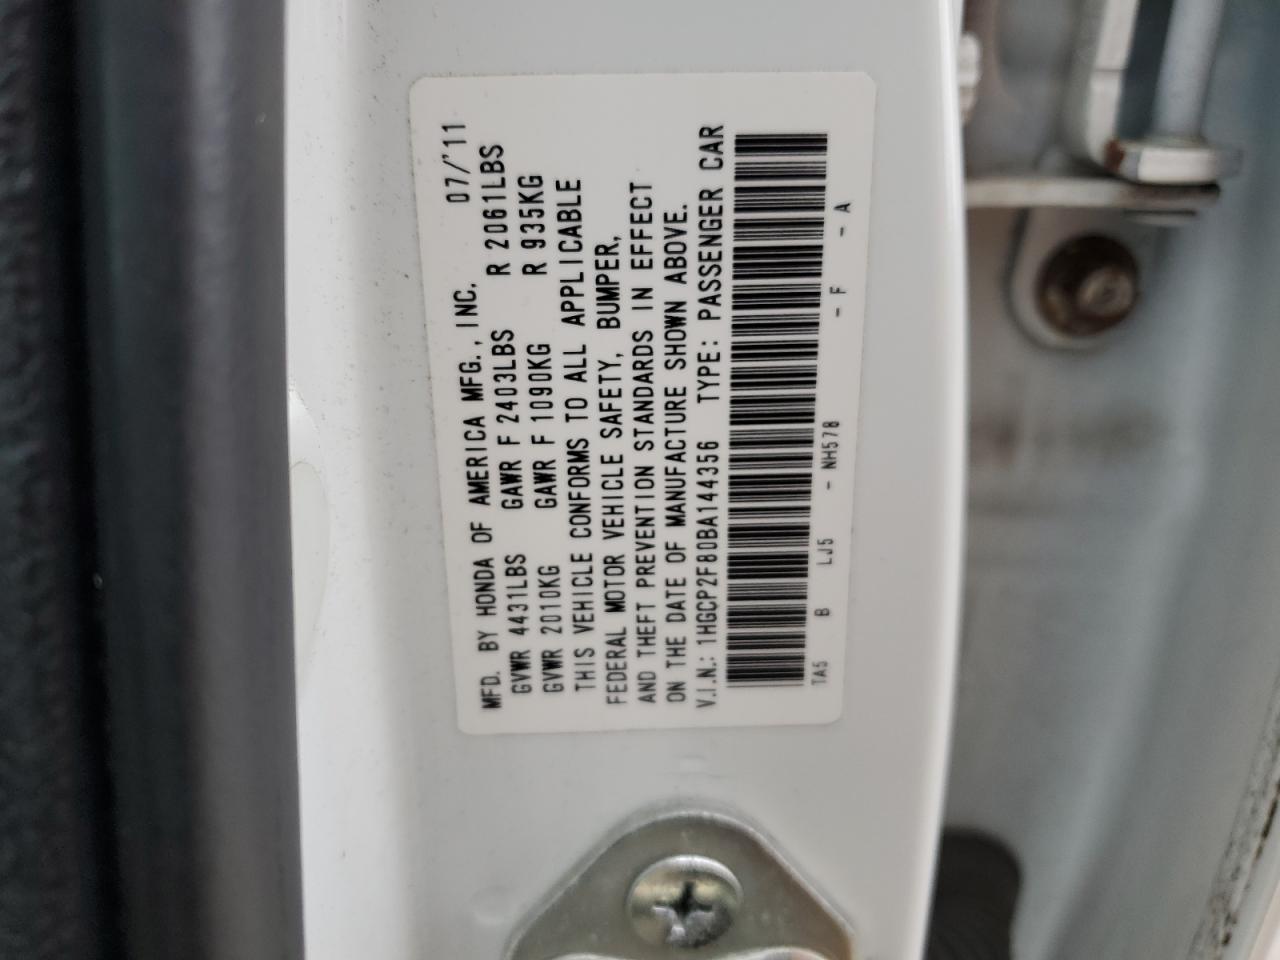 MFD. BY HONDA OF AMERICA MFG., INC. 07/'11
GVWR 4431LBS GAWR F 2403LBS R 2061LBS
GVWR 2010KG GAWR F 1090KG R 935KG
THIS VEHICLE CONFORMS TO ALL APPLICABLE
FEDERAL MOTOR VEHICLE SAFETY, BUMPER,
AND THEFT PREVENTION STANDARDS IN EFFECT
ON THE DATE OF MANUFACTURE SHOWN ABOVE.
V.I.N.: 1HGCP2F80BA144356 TYPE: PASSENGER CAR
TA5 B LJ5 - NH578 - F - A